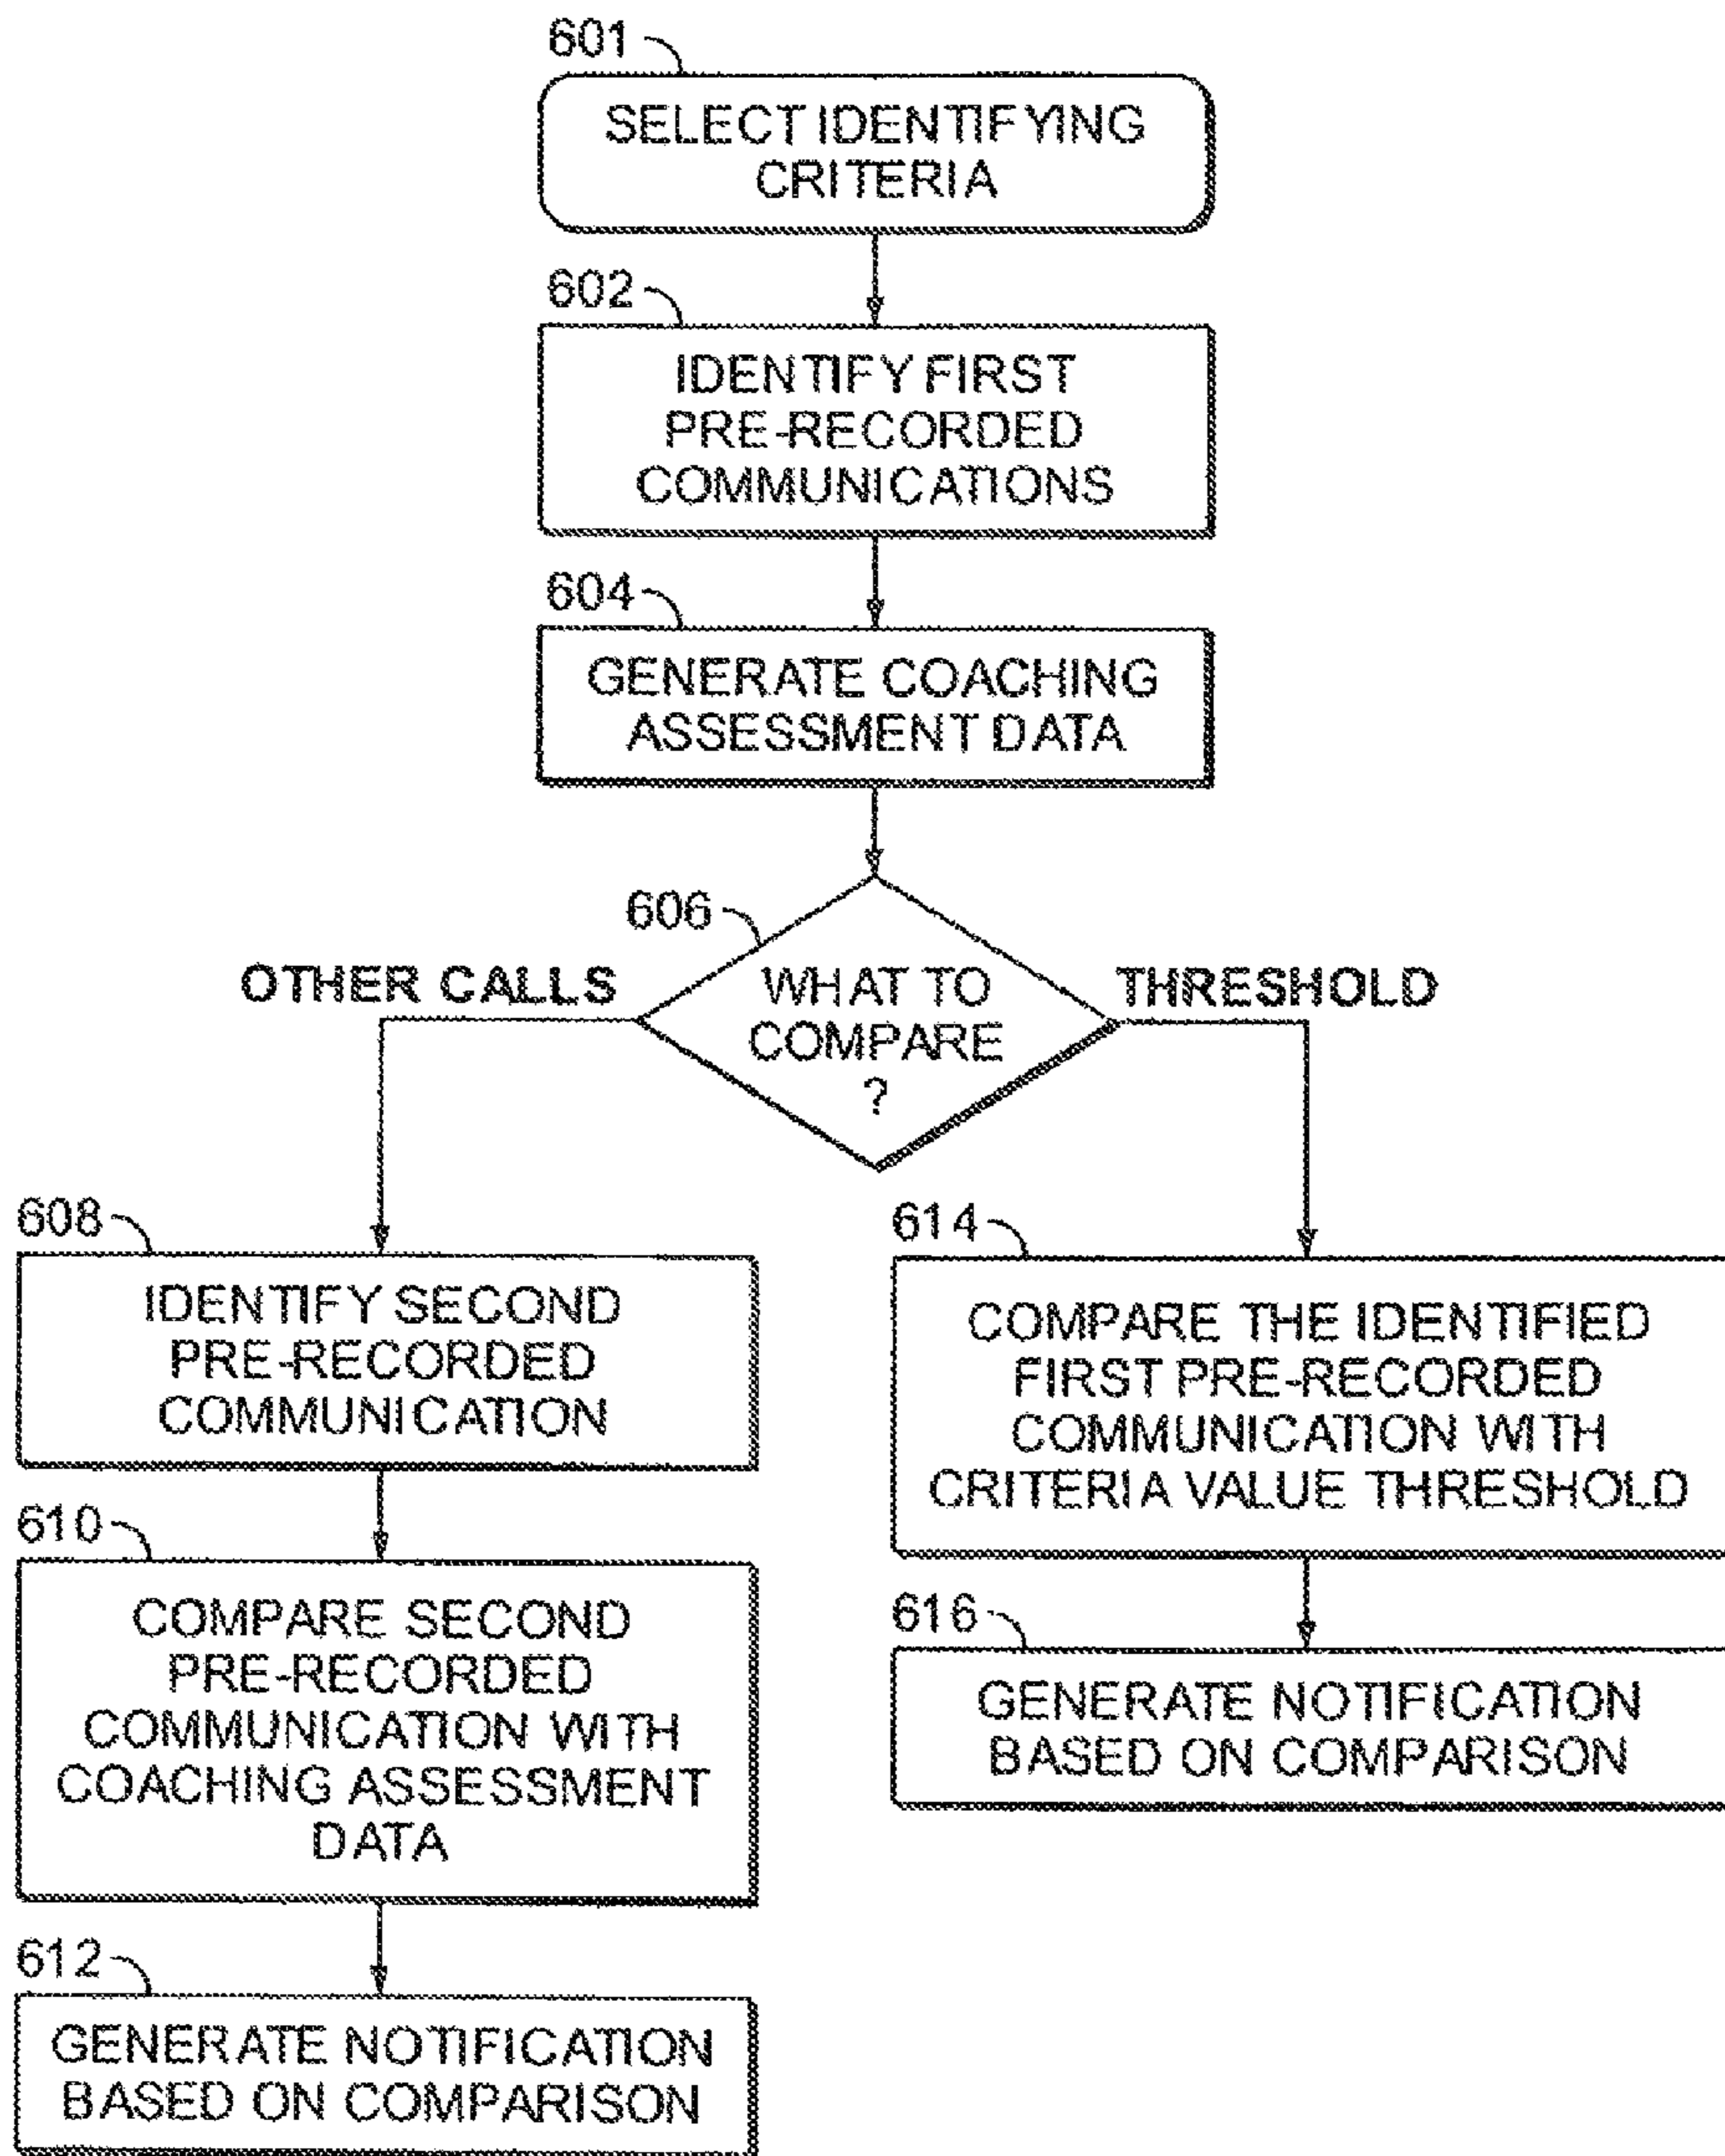 601
SELECT IDENTIFYING
CRITERIA
602
IDENTIFY FIRST
PRE-RECORDED
COMMUNICATIONS
604
GENERATE COACHING
ASSESSMENT DATA
606
WHAT TO
COMPARE
?
OTHER CALLS
THRESHOLD
608
IDENTIFY SECOND
PRE-RECORDED
COMMUNICATION
610
COMPARE SECOND
PRE-RECORDED
COMMUNICATION WITH
COACHING ASSESSMENT
DATA
612
GENERATE NOTIFICATION
BASED ON COMPARISON
614
COMPARE THE IDENTIFIED
FIRST PRE-RECORDED
COMMUNICATION WITH
CRITERIA VALUE THRESHOLD
616
GENERATE NOTIFICATION
BASED ON COMPARISON